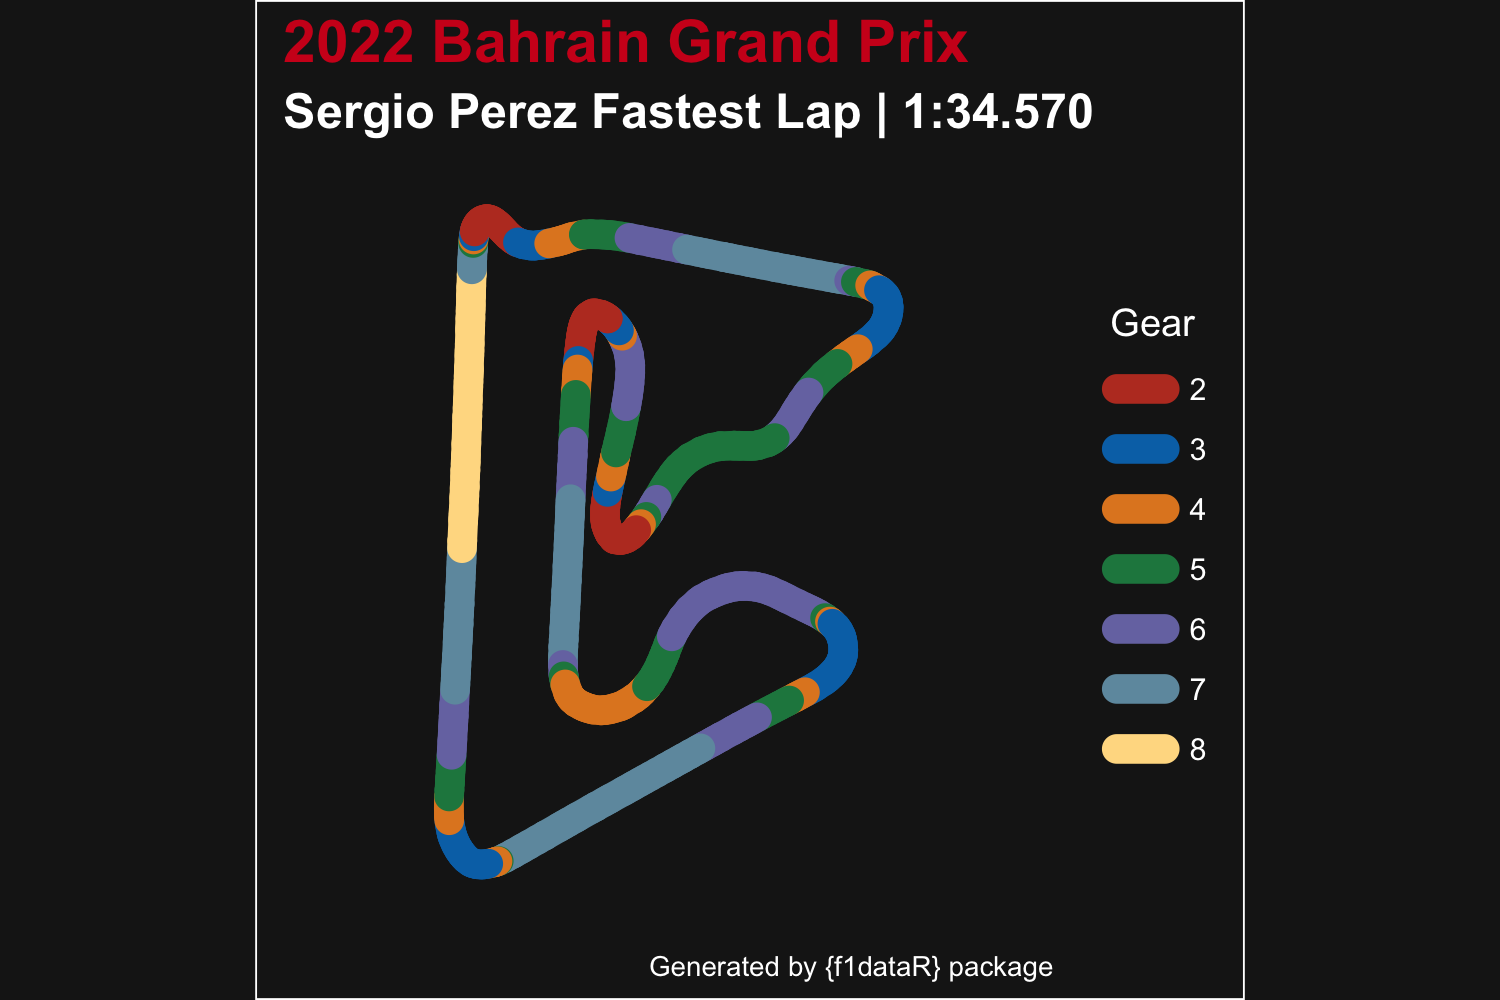 2022 Bahrain Grand Prix
Sergio Perez Fastest Lap | 1:34.570
Gear
2
3
4
5
6
7
8
Generated by {f1dataR} package